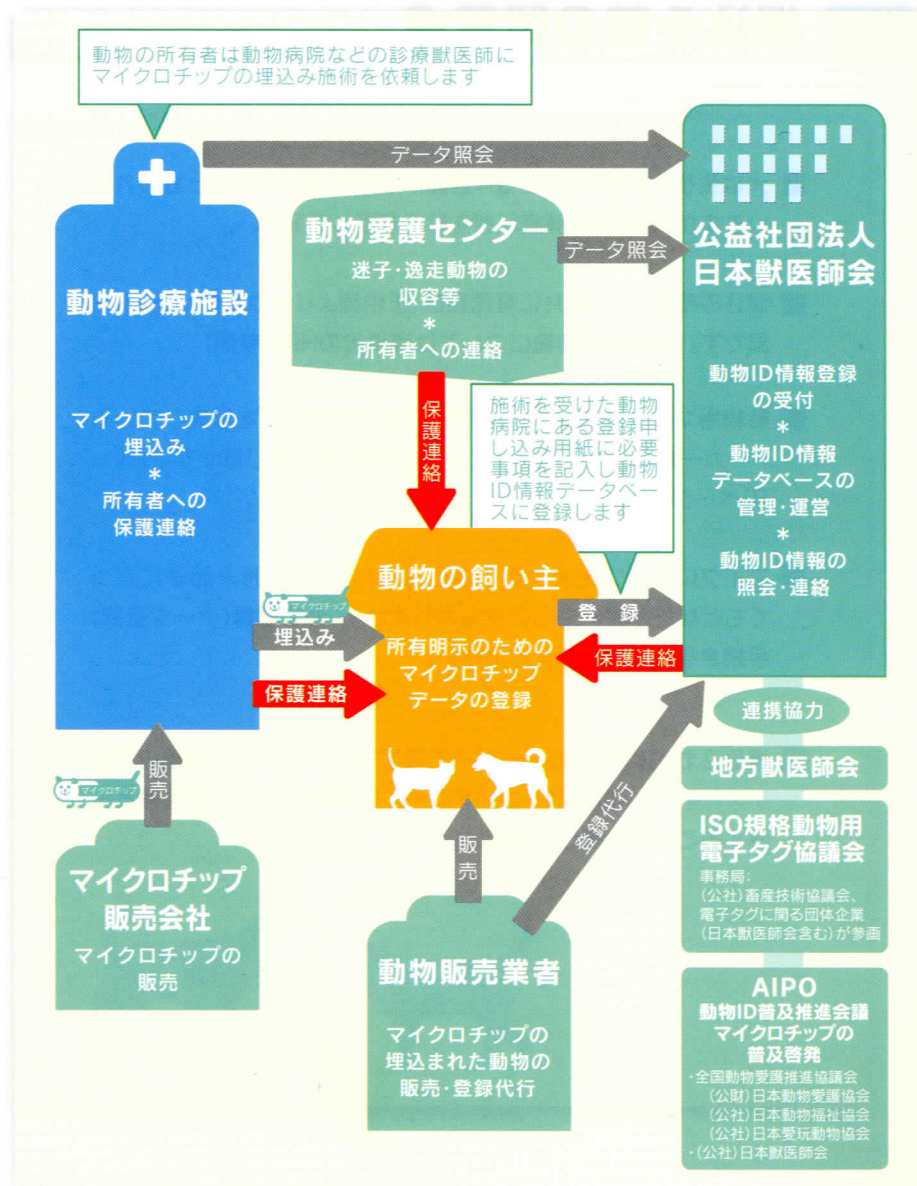 動物の所有者は動物病院などの診療獣医師に
マイクロチップの埋込み施術を依頼します
データ照会
動物診療施設
マイクロチップの
埋込み
*
所有者への
保護連絡
動物愛護センター
迷子・逸走動物の
収容等
*
所有者への連絡
データ照会
公益社団法人
日本獣医師会
動物ID情報登録
の受付
*
動物ID情報
データベースの
管理・運営
*
動物ID情報の
照会・連絡
保護連絡
施術を受けた動物
病院にある登録申
し込み用紙に必要
事項を記入し動物
ID情報データベー
スに登録します
マイクロチップ
埋込み
保護連絡
動物の飼い主
所有明示のための
マイクロチップ
データの登録
登録
保護連絡
連携協力
地方獣医師会
ISO規格動物用
電子タグ協議会
事務局:
(公社)畜産技術協議会、
電子タグに関る団体企業
(日本獣医師会含む)が参画
AIPO
動物ID普及推進会議
マイクロチップの
普及啓発
・全国動物愛護推進協議会
(公財)日本動物愛護協会
(公社)日本動物福祉協会
(公社)日本愛玩動物協会
・(公社)日本獣医師会
マイクロチップ
販売
マイクロチップ
販売会社
マイクロチップの
販売
販売
登録代行
動物販売業者
マイクロチップの
埋込まれた動物の
販売・登録代行